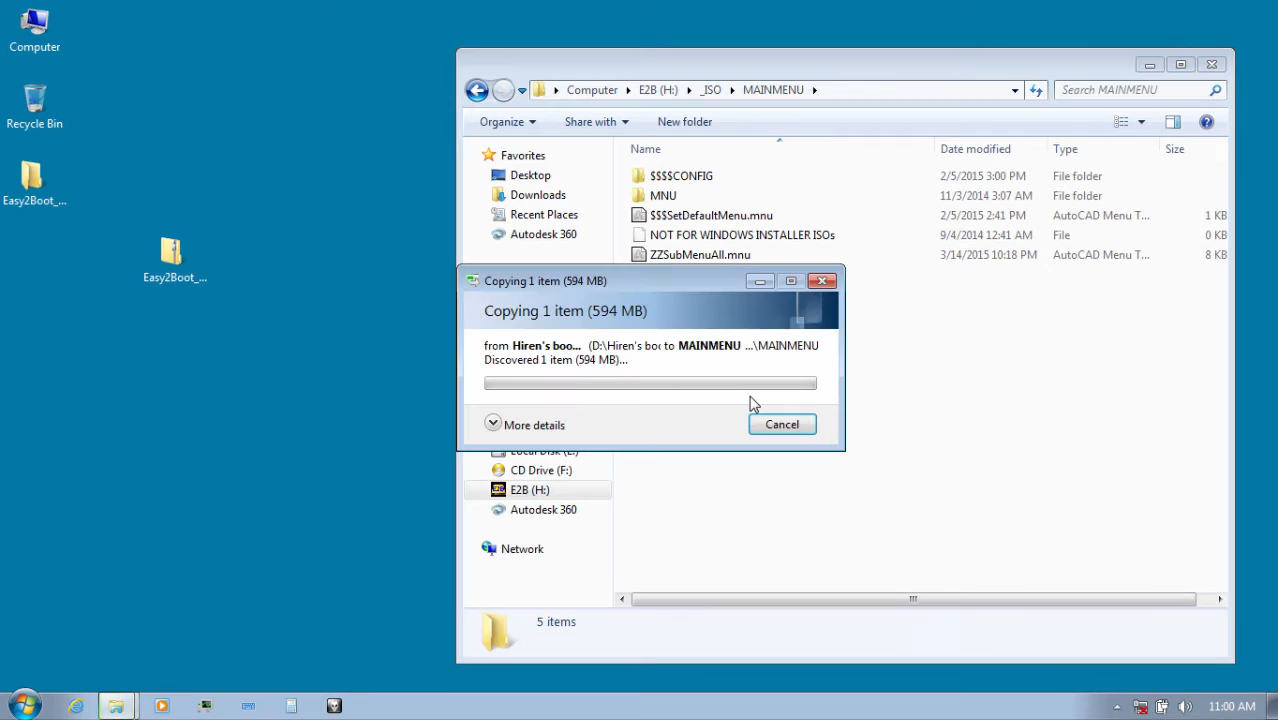 Computer
Recycle Bin
Easy2Boot_...
Easy2Boot_...
Computer E2B (H:) _ISO MAINMENU
Search MAINMENU
Organize Share with New folder
Favorites
Desktop
Downloads
Recent Places
Autodesk 360
Name Date modified Type Size
$$$$CONFIG 2/5/2015 3:00 PM File folder
MNU 11/3/2014 3:07 AM File folder
$$$SetDefaultMenu.mnu 2/5/2015 2:41 PM AutoCAD Menu T... 1 KB
NOT FOR WINDOWS INSTALLER ISOs 9/4/2014 12:41 AM File 0 KB
ZZSubMenuAll.mnu 3/14/2015 10:18 PM AutoCAD Menu T... 8 KB
Copying 1 item (594 MB)
Copying 1 item (594 MB)
from Hiren's boo... (D:\Hiren's boc to MAINMENU ...\MAINMENU
Discovered 1 item (594 MB)...
More details
Cancel
Local Disk (E:)
CD Drive (F:)
E2B (H:)
Autodesk 360
Network
5 items
11:00 AM